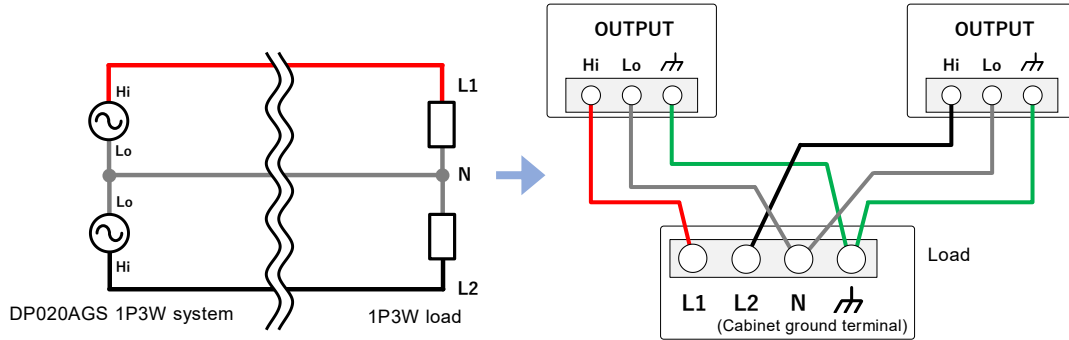 Hi
Lo
Lo
Hi
L1
N
L2
DP020AGS 1P3W system
1P3W load
OUTPUT
Hi Lo
OUTPUT
Hi Lo
Load
L1 L2 N
(Cabinet ground terminal)